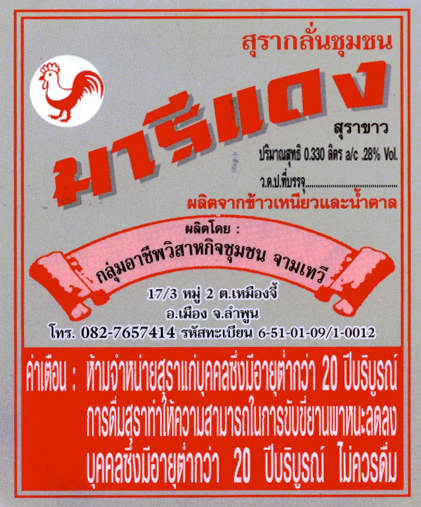 สุรากลั่นชุมชน
มารีแดง
สุราขาว
ปริมาณสุทธิ 0.330 ลิตร a/c .28% Vol.
ว.ด.ป.ที่บรรจุ........................................
ผลิตจากข้าวเหนียวและน้ำตาล
ผลิตโดย :
กลุ่มอาชีพวิสาหกิจชุมชน จามเทวี
17/3 หมู่ 2 ต.เหมืองจี้
อ.เมือง จ.ลำพูน
โทร. 082-7657414 รหัสทะเบียน 6-51-01-09/1-0012
คำเตือน : ห้ามจำหน่ายสุราแก่บุคคลซึ่งมีอายุต่ำกว่า 20 ปีบริบูรณ์
การดื่มสุราทำให้ความสามารถในการขับขี่ยานพาหนะลดลง
บุคคลซึ่งมีอายุต่ำกว่า 20 ปีบริบูรณ์ ไม่ควรดื่ม